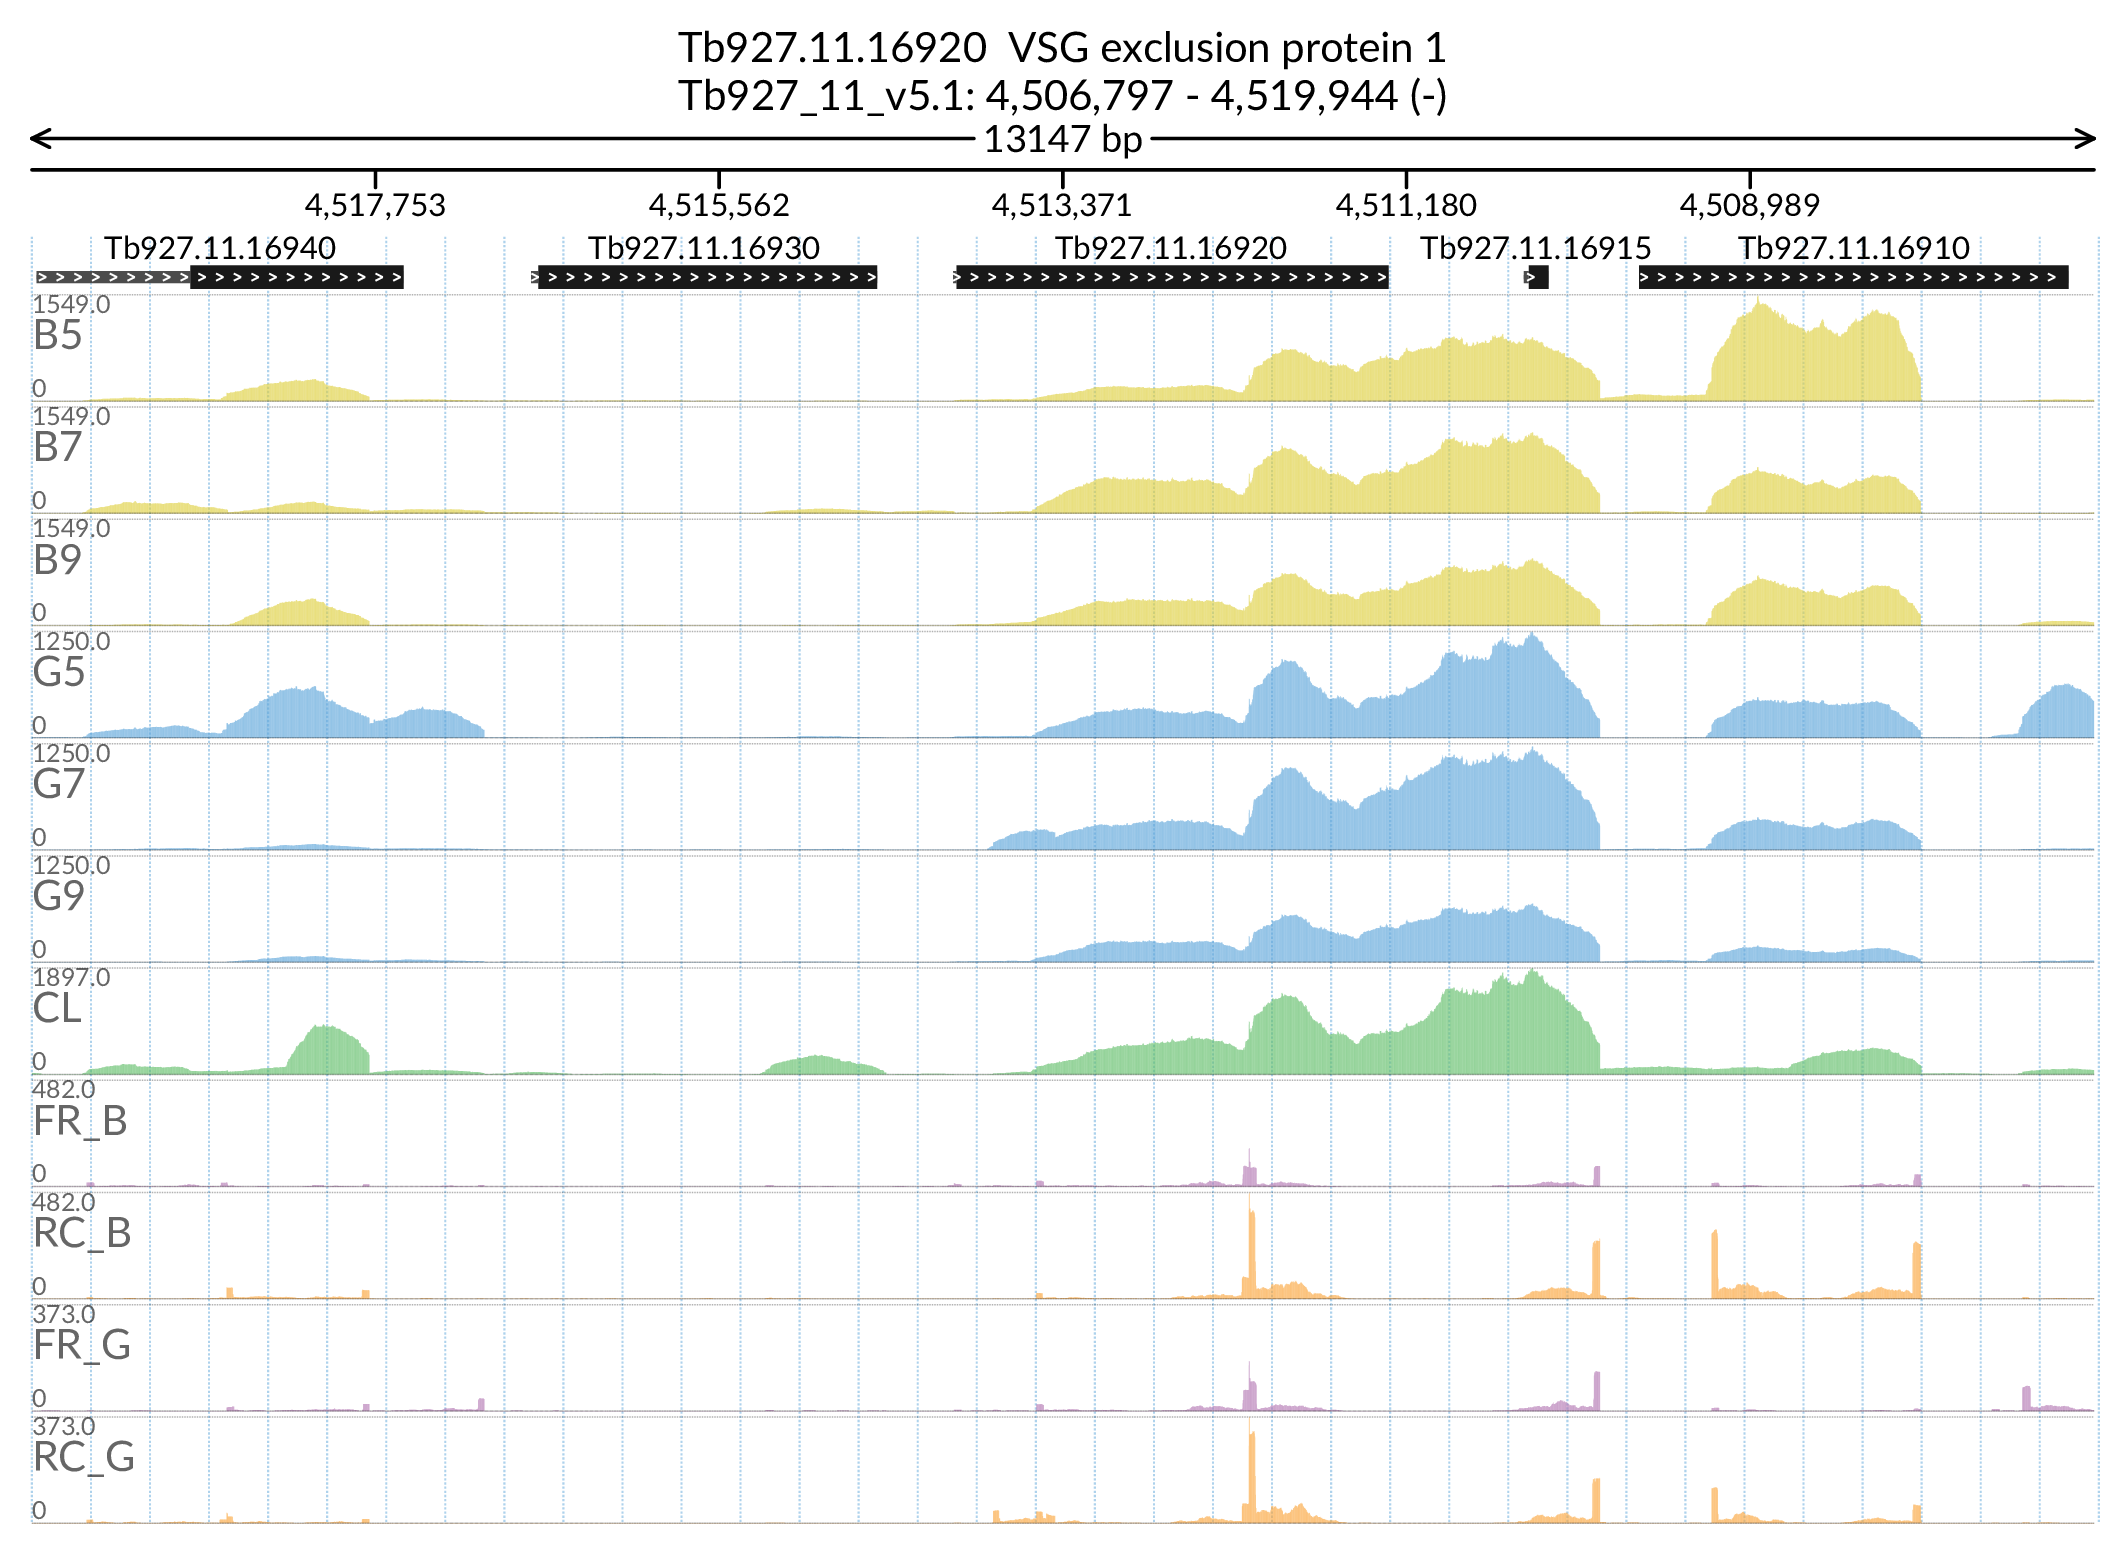 Tb927.11.16920  VSG exclusion protein 1
Tb927_11_v5.1: 4,506,797 - 4,519,944 (-)
13147 bp
4,517,753 4,515,562 4,513,371 4,511,180 4,508,989
Tb927.11.16940 Tb927.11.16930 Tb927.11.16920 Tb927.11.16915 Tb927.11.16910
1549.0
B5
0
1549.0
B7
0
1549.0
B9
0
1250.0
G5
0
1250.0
G7
0
1250.0
G9
0
1897.0
CL
0
482.0
FR_B
0
482.0
RC_B
0
373.0
FR_G
0
373.0
RC_G
0